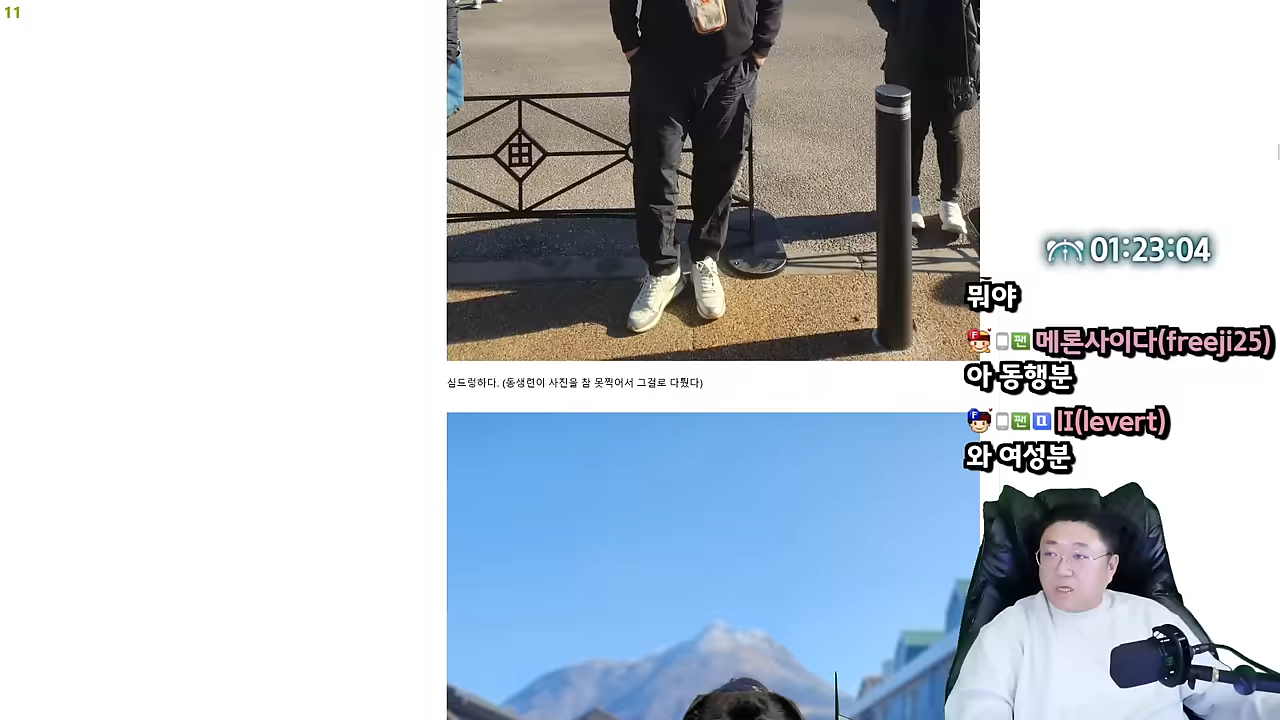 11
01:23:04
뭐야
메론사이다(freeji25)
아 동행분
lI(levert)
와 여성분
심드렁하다. (동생련이 사진을 참 못찍어서 그걸로 다퉜다)